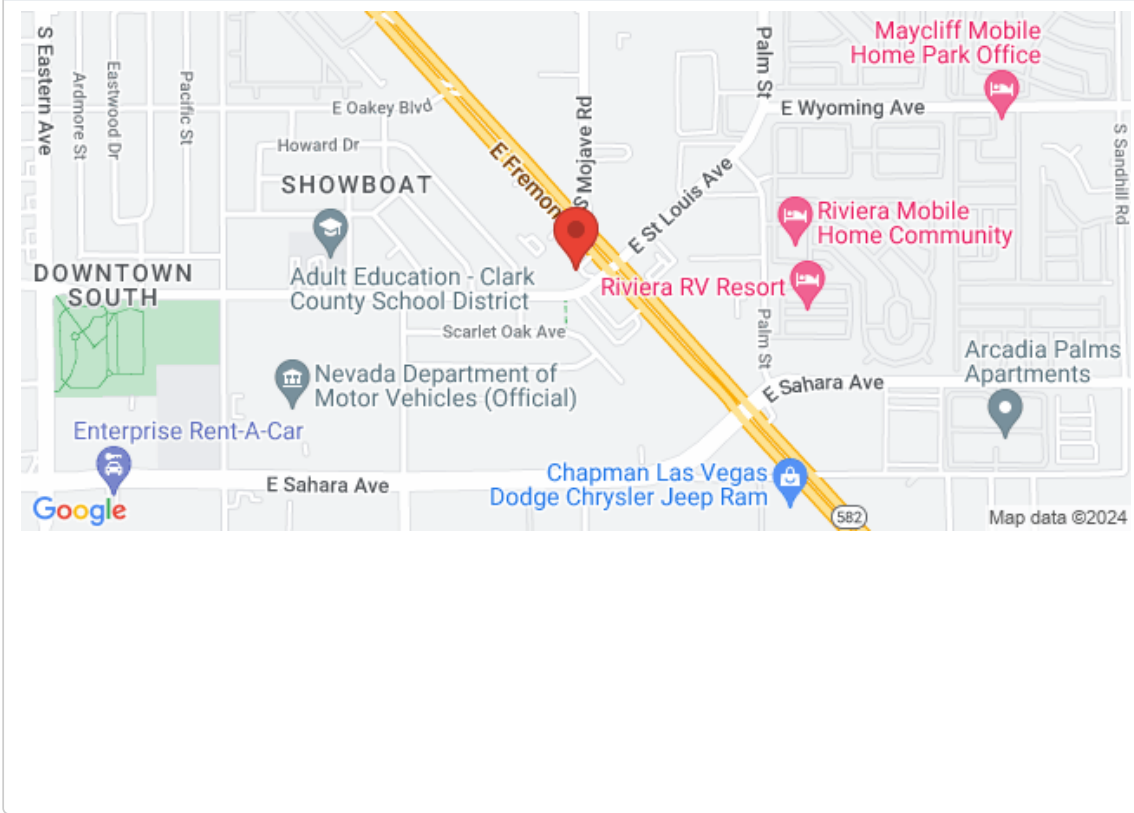 S Eastern Ave
Ardmore St
Eastwood Dr
Pacific St
E Oakey Blvd
Howard Dr
SHOWBOAT
E Fremon
S Mojave Rd
Palm St
Maycliff Mobile
Home Park Office
E Wyoming Ave
S Sandhill Rd
E St Louis Ave
Riviera Mobile
Home Community
Riviera RV Resort
DOWNTOWN
SOUTH
Adult Education - Clark
County School District
Scarlet Oak Ave
Palm St
Nevada Department of
Motor Vehicles (Official)
Arcadia Palms
Apartments
E Sahara Ave
Enterprise Rent-A-Car
E Sahara Ave
Chapman Las Vegas
Dodge Chrysler Jeep Ram
582
Google
Map data ©2024